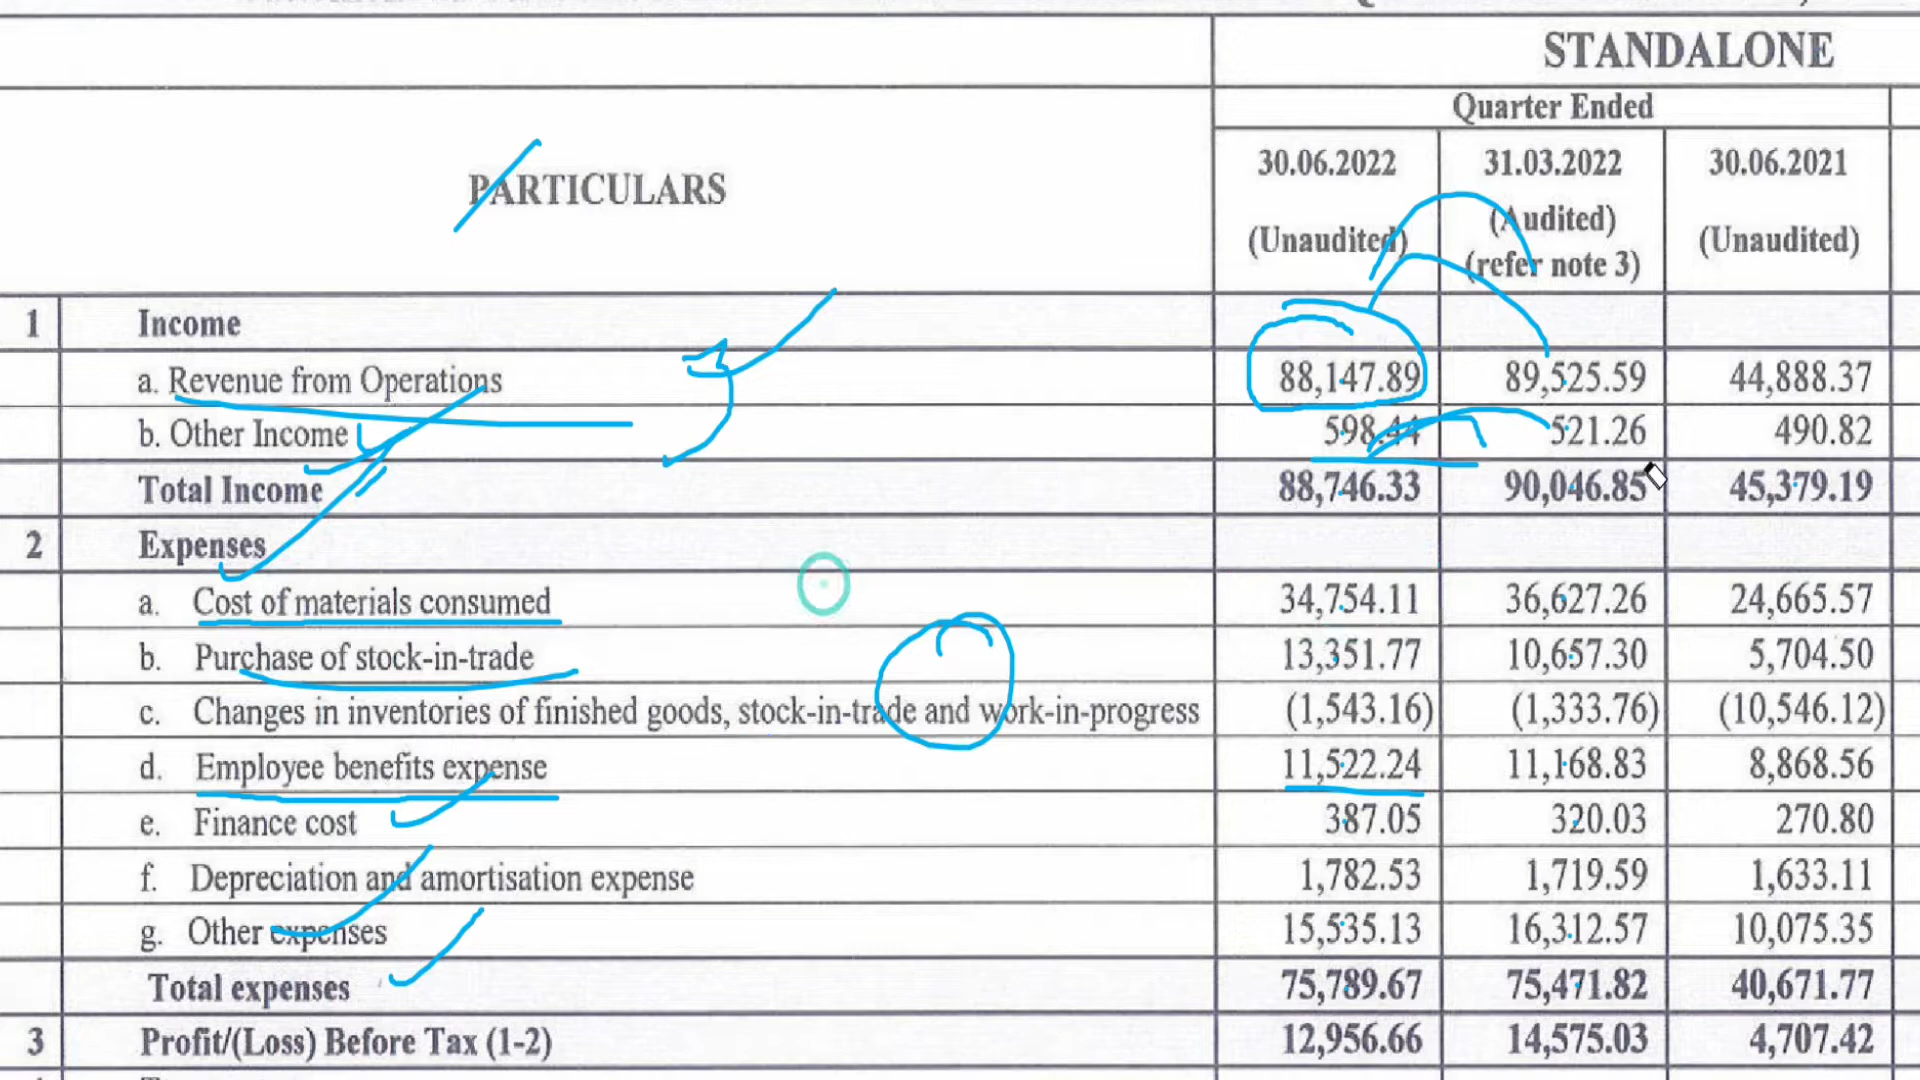 STANDALONE
Quarter Ended
PARTICULARS
30.06.2022 31.03.2022 30.06.2021
(Unaudited) (Audited) (refer note 3) (Unaudited)
1 Income
a. Revenue from Operations 88,147.89 89,525.59 44,888.37
b. Other Income 598.44 521.26 490.82
Total Income 88,746.33 90,046.85 45,379.19
2 Expenses
a. Cost of materials consumed 34,754.11 36,627.26 24,665.57
b. Purchase of stock-in-trade 13,351.77 10,657.30 5,704.50
c. Changes in inventories of finished goods, stock-in-trade and work-in-progress (1,543.16) (1,333.76) (10,546.12)
d. Employee benefits expense 11,522.24 11,168.83 8,868.56
e. Finance cost 387.05 320.03 270.80
f. Depreciation and amortisation expense 1,782.53 1,719.59 1,633.11
g. Other expenses 15,535.13 16,312.57 10,075.35
Total expenses 75,789.67 75,471.82 40,671.77
3 Profit/(Loss) Before Tax (1-2) 12,956.66 14,575.03 4,707.42